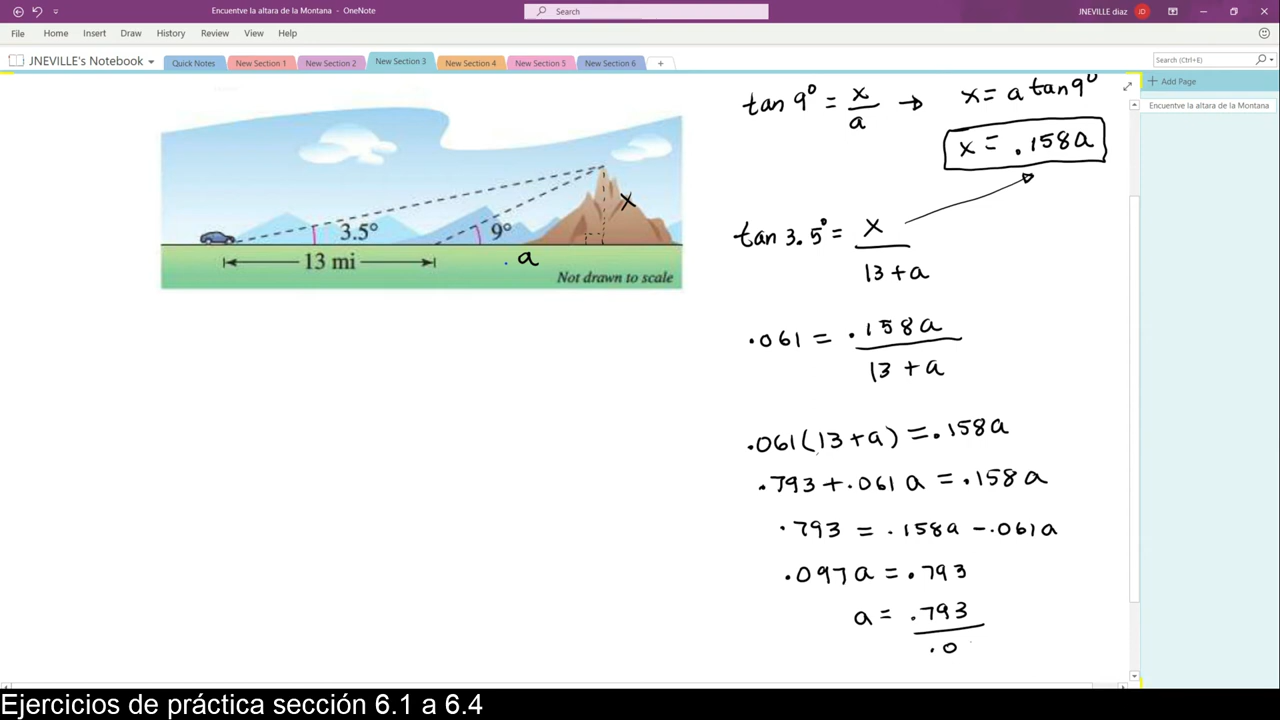 Encuentve la altara de la Montana - OneNote
Search
JNEVILLE diaz
JD
File Home Insert Draw History Review View Help
JNEVILLE's Notebook
Quick Notes
New Section 1
New Section 2
New Section 3
New Section 4
New Section 5
New Section 6
+
Search (Ctrl+E)
Add Page
Encuentve la altara de la Montana
3.5°
9°
x
13 mi
a
Not drawn to scale
tan 9° = x/a → x = a tan 9°
x = .158a
tan 3.5° = x
13 + a
.061 = .158a
13 + a
.061(13 + a) = .158a
.793 + .061a = .158a
.793 = .158a - .061a
.097a = .793
a = .793
.0
Ejercicios de práctica sección 6.1 a 6.4